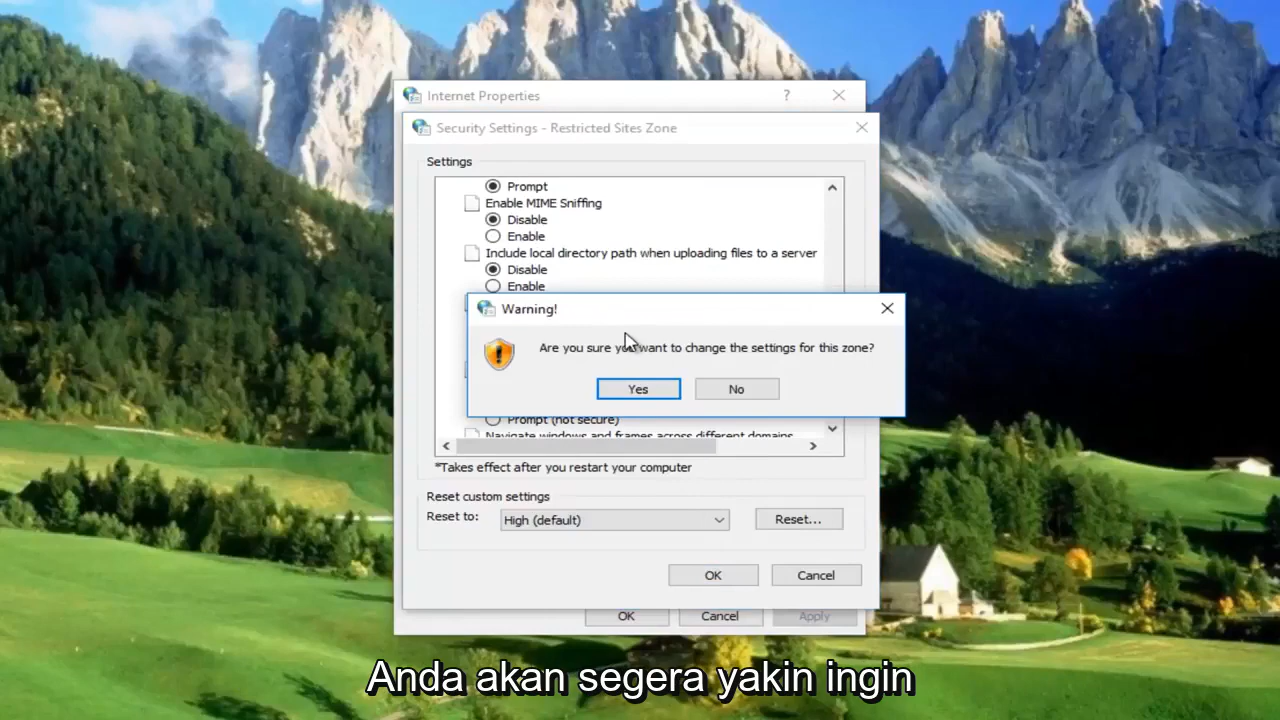 Internet Properties
?
Security Settings - Restricted Sites Zone
Settings
Prompt
Enable MIME Sniffing
Disable
Enable
Include local directory path when uploading files to a server
Disable
Enable
Warning!
Are you sure you want to change the settings for this zone?
Yes No
Prompt (not secure)
Navigate windows and frames across different domains
*Takes effect after you restart your computer
Reset custom settings
Reset to: High (default) Reset...
OK Cancel
OK Cancel Apply
Anda akan segera yakin ingin